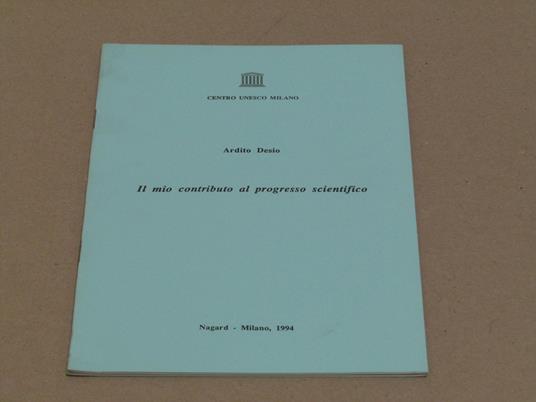 CENTRO UNESCO MILANO
Ardito Desio
Il mio contributo al progresso scientifico
Nagard - Milano, 1994